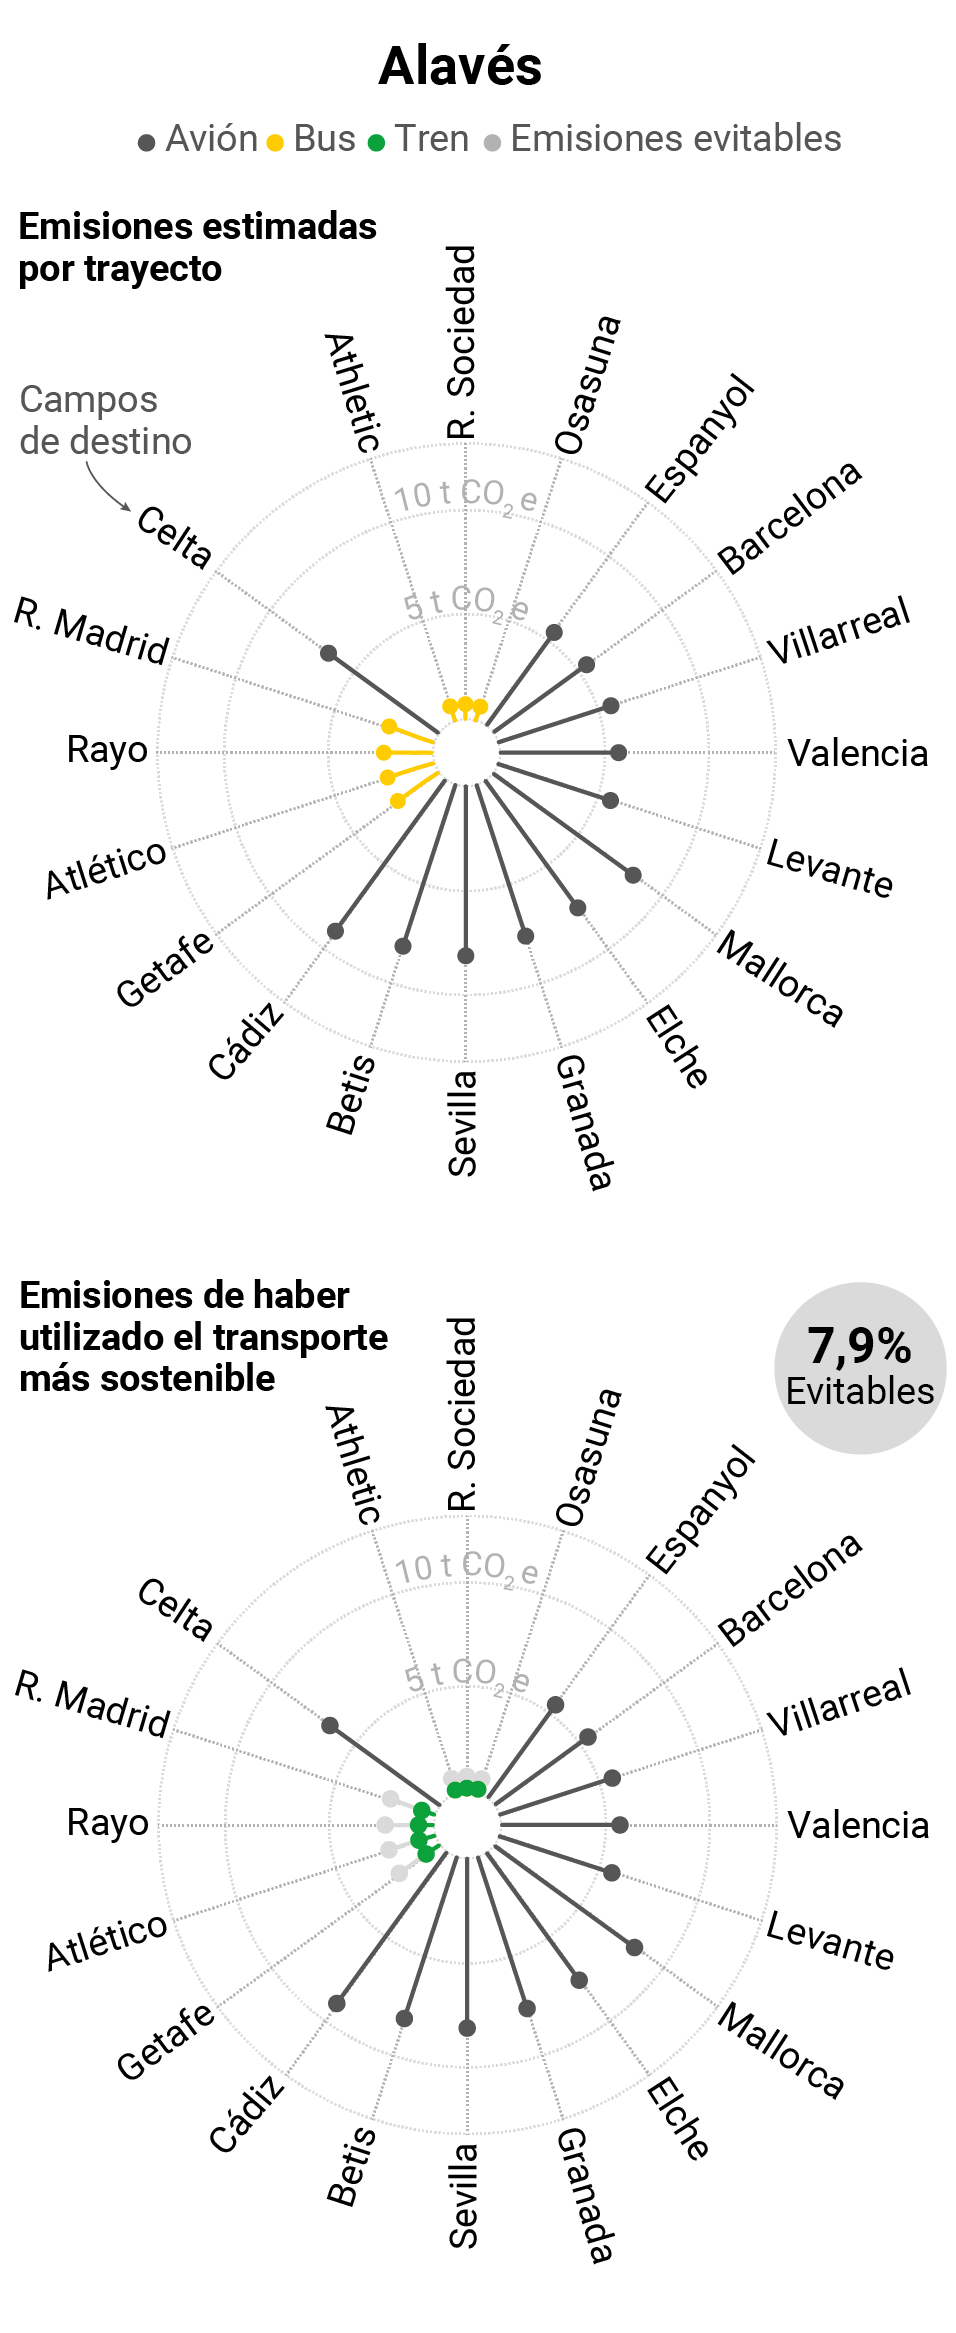 Alavés
Avión Bus Tren Emisiones evitables
Emisiones estimadas
por trayecto
Campos
de destino
R. Sociedad
Osasuna
Espanyol
Barcelona
Villarreal
Valencia
Levante
Mallorca
Elche
Granada
Sevilla
Betis
Cádiz
Getafe
Atlético
Rayo
R. Madrid
Celta
Athletic
10 t CO2 e
5 t CO2 e
Emisiones de haber
utilizado el transporte
más sostenible
7,9%
Evitables
R. Sociedad
Osasuna
Espanyol
Barcelona
Villarreal
Valencia
Levante
Mallorca
Elche
Granada
Sevilla
Betis
Cádiz
Getafe
Atlético
Rayo
R. Madrid
Celta
Athletic
10 t CO2 e
5 t CO2 e